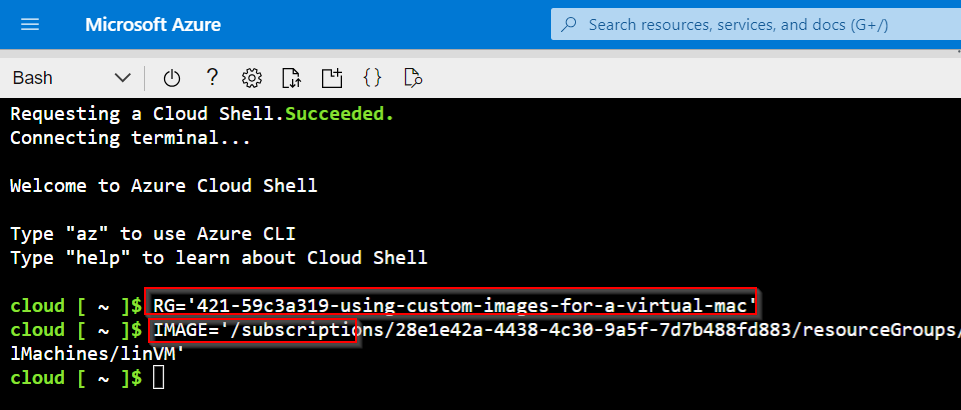 Microsoft Azure
Search resources, services, and docs (G+/)
Bash
Requesting a Cloud Shell.Succeeded.
Connecting terminal...
Welcome to Azure Cloud Shell
Type "az" to use Azure CLI
Type "help" to learn about Cloud Shell
cloud [ ~ ]$ RG='421-59c3a319-using-custom-images-for-a-virtual-mac'
cloud [ ~ ]$ IMAGE='/subscriptions/28e1e42a-4438-4c30-9a5f-7d7b488fd883/resourceGroups/
lMachines/linVM'
cloud [ ~ ]$